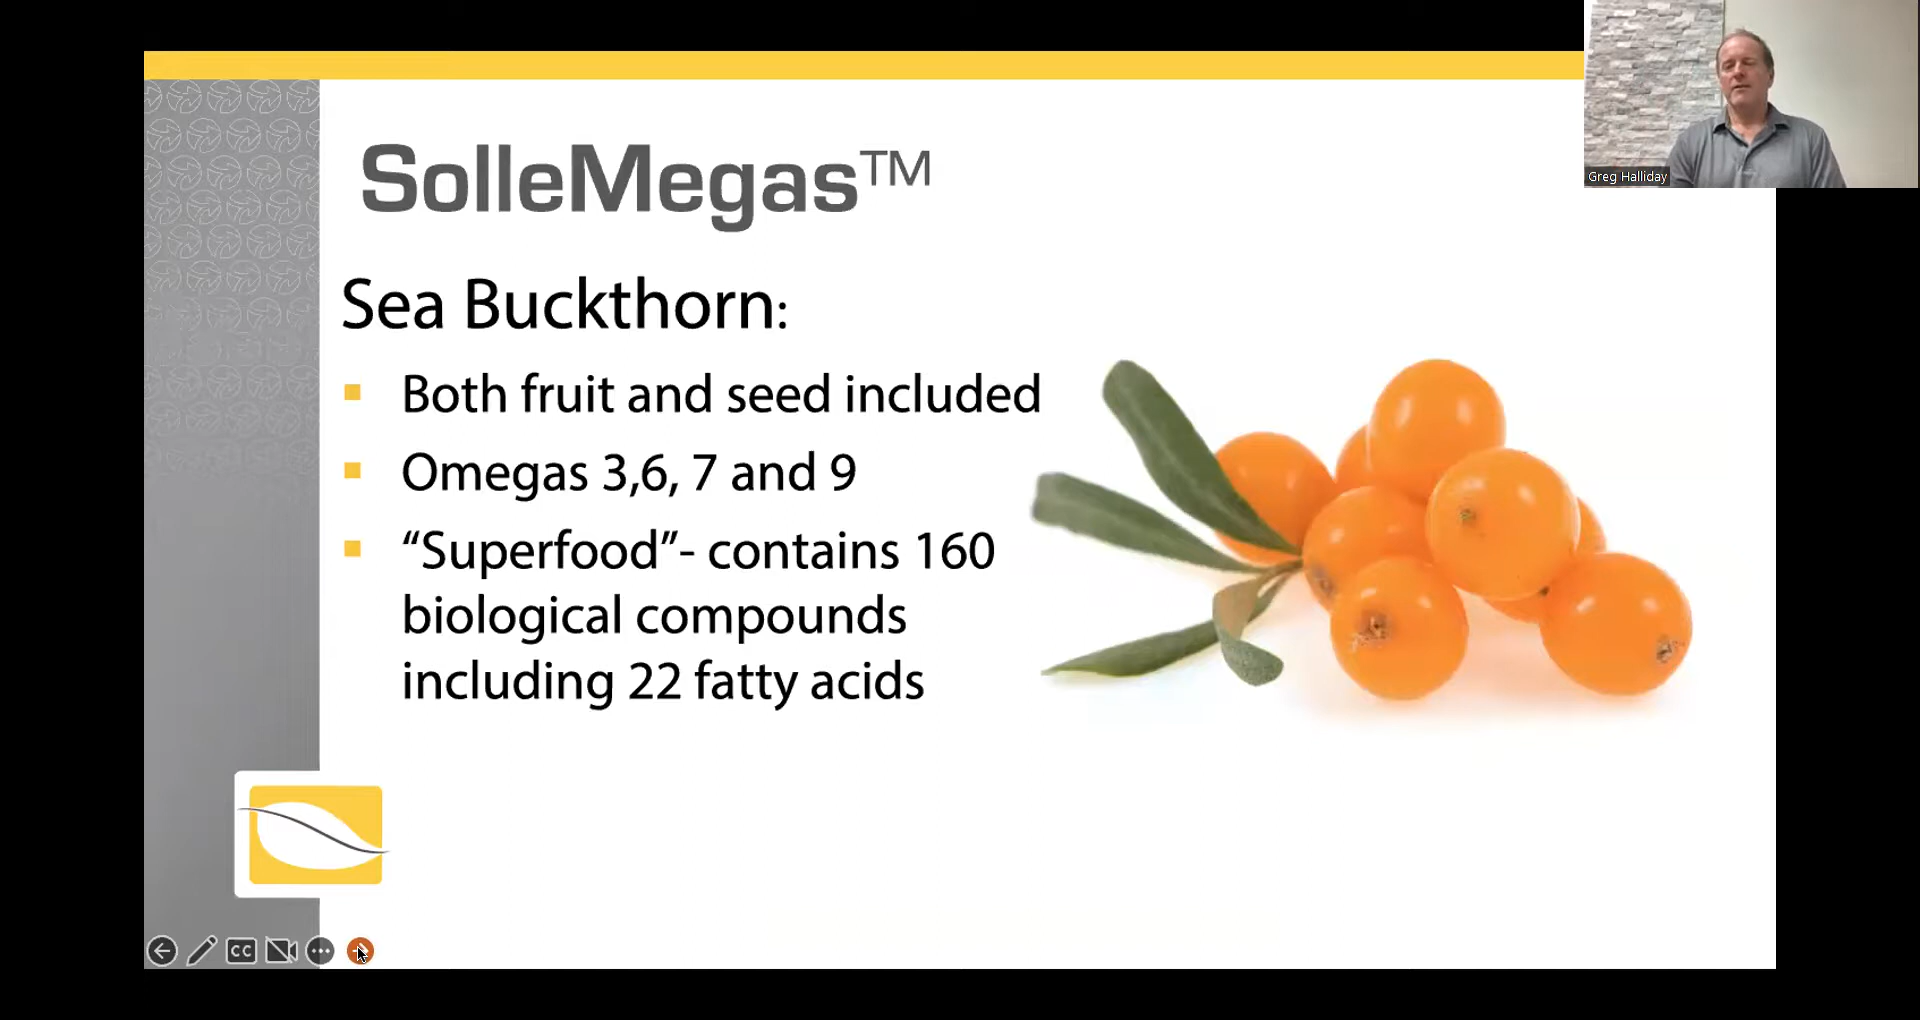 SolleMegas™
Greg Halliday
Sea Buckthorn:
Both fruit and seed included
Omegas 3,6, 7 and 9
“Superfood”- contains 160
biological compounds
including 22 fatty acids
CC